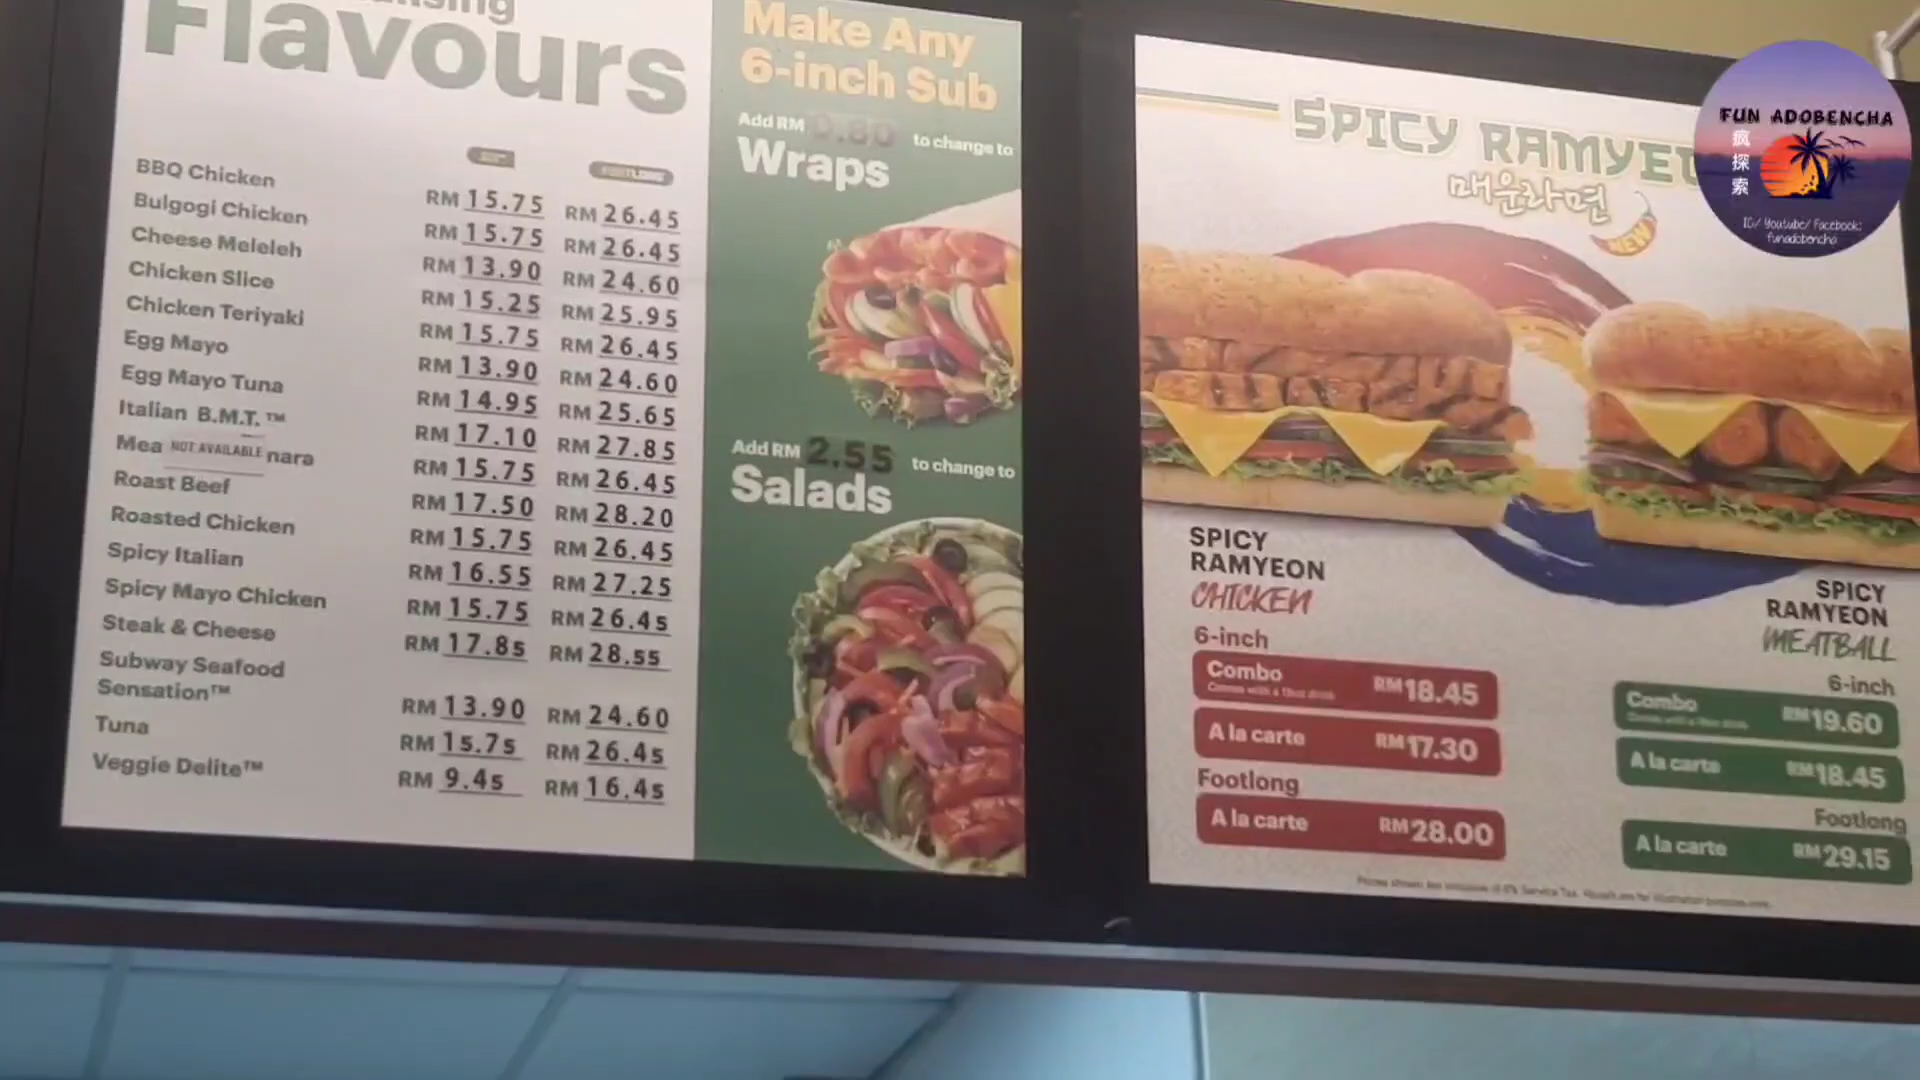 Flavours
BBQ Chicken RM 15.75 RM 26.45
Bulgogi Chicken RM 15.75 RM 26.45
Cheese Meleleh RM 13.90 RM 24.60
Chicken Slice RM 15.25 RM 25.95
Chicken Teriyaki RM 15.75 RM 26.45
Egg Mayo RM 13.90 RM 24.60
Egg Mayo Tuna RM 14.95 RM 25.65
Italian B.M.T.™ RM 17.10 RM 27.85
Mea NOT AVAILABLE nara RM 15.75 RM 26.45
Roast Beef RM 17.50 RM 28.20
Roasted Chicken RM 15.75 RM 26.45
Spicy Italian RM 16.55 RM 27.25
Spicy Mayo Chicken RM 15.75 RM 26.45
Steak & Cheese RM 17.85 RM 28.55
Subway Seafood
Sensation™ RM 13.90 RM 24.60
Tuna RM 15.75 RM 26.45
Veggie Delite™ RM 9.45 RM 16.45
Make Any
6-inch Sub
Add RM 0.80 to change to
Wraps
Add RM 2.55 to change to
Salads
SPICY RAMYEO
매운라면
NEW
SPICY
RAMYEON
CHICKEN
6-inch
Combo RM18.45
A la carte RM17.30
Footlong
A la carte RM28.00
SPICY
RAMYEON
MEATBALL
6-inch
Combo RM19.60
A la carte RM18.45
Footlong
A la carte RM29.15
FUN ADOBENCHA
疯探索
IG/ Youtube/ Facebook:
funadobencha